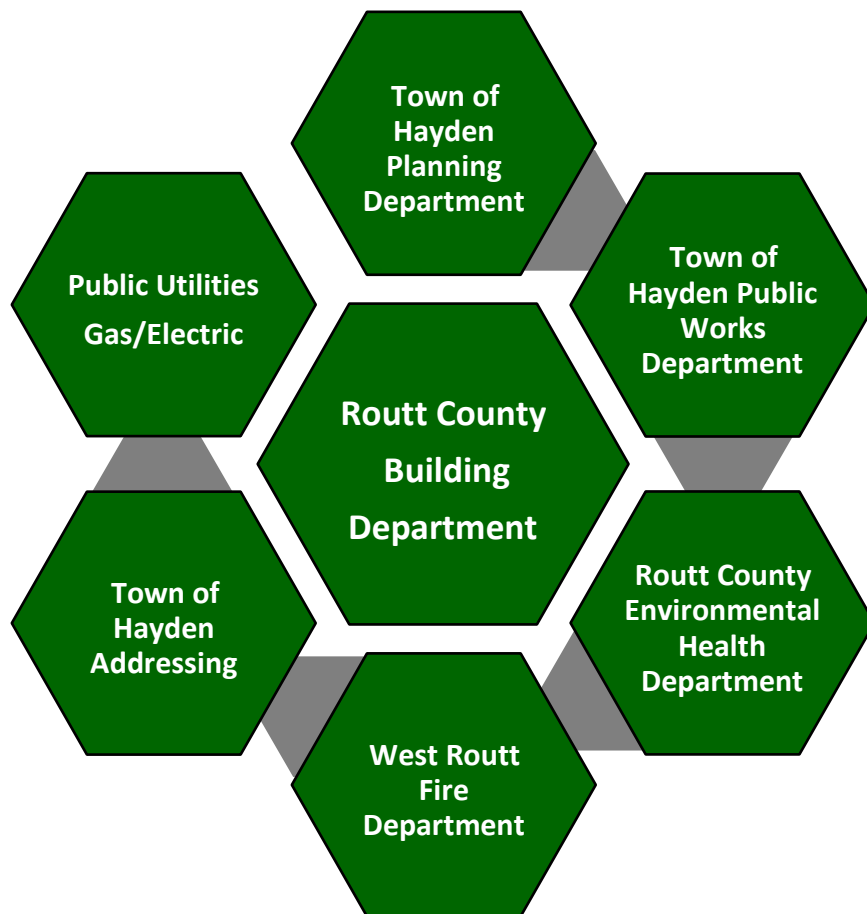 Town of
Hayden
Planning
Department
Town of
Hayden Public
Works
Department
Routt County
Environmental
Health
Department
West Routt
Fire
Department
Town of
Hayden
Addressing
Public Utilities
Gas/Electric
Routt County
Building
Department